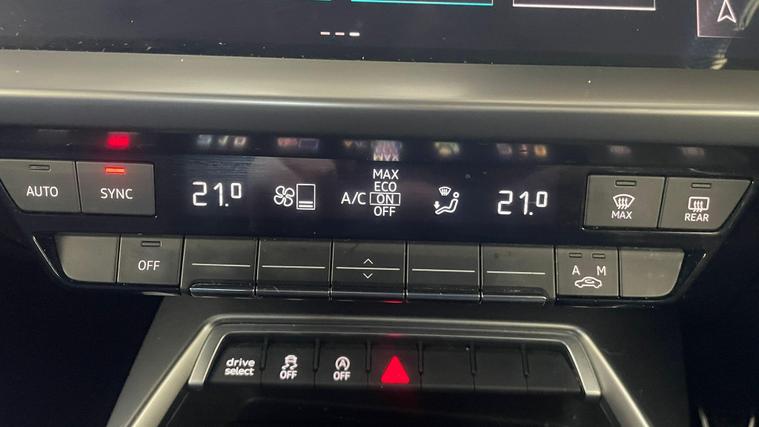 MAX
AUTO SYNC 21.0 A/C ECO 21.0 MAX REAR
ON
OFF
OFF A M
drive
select OFF A OFF